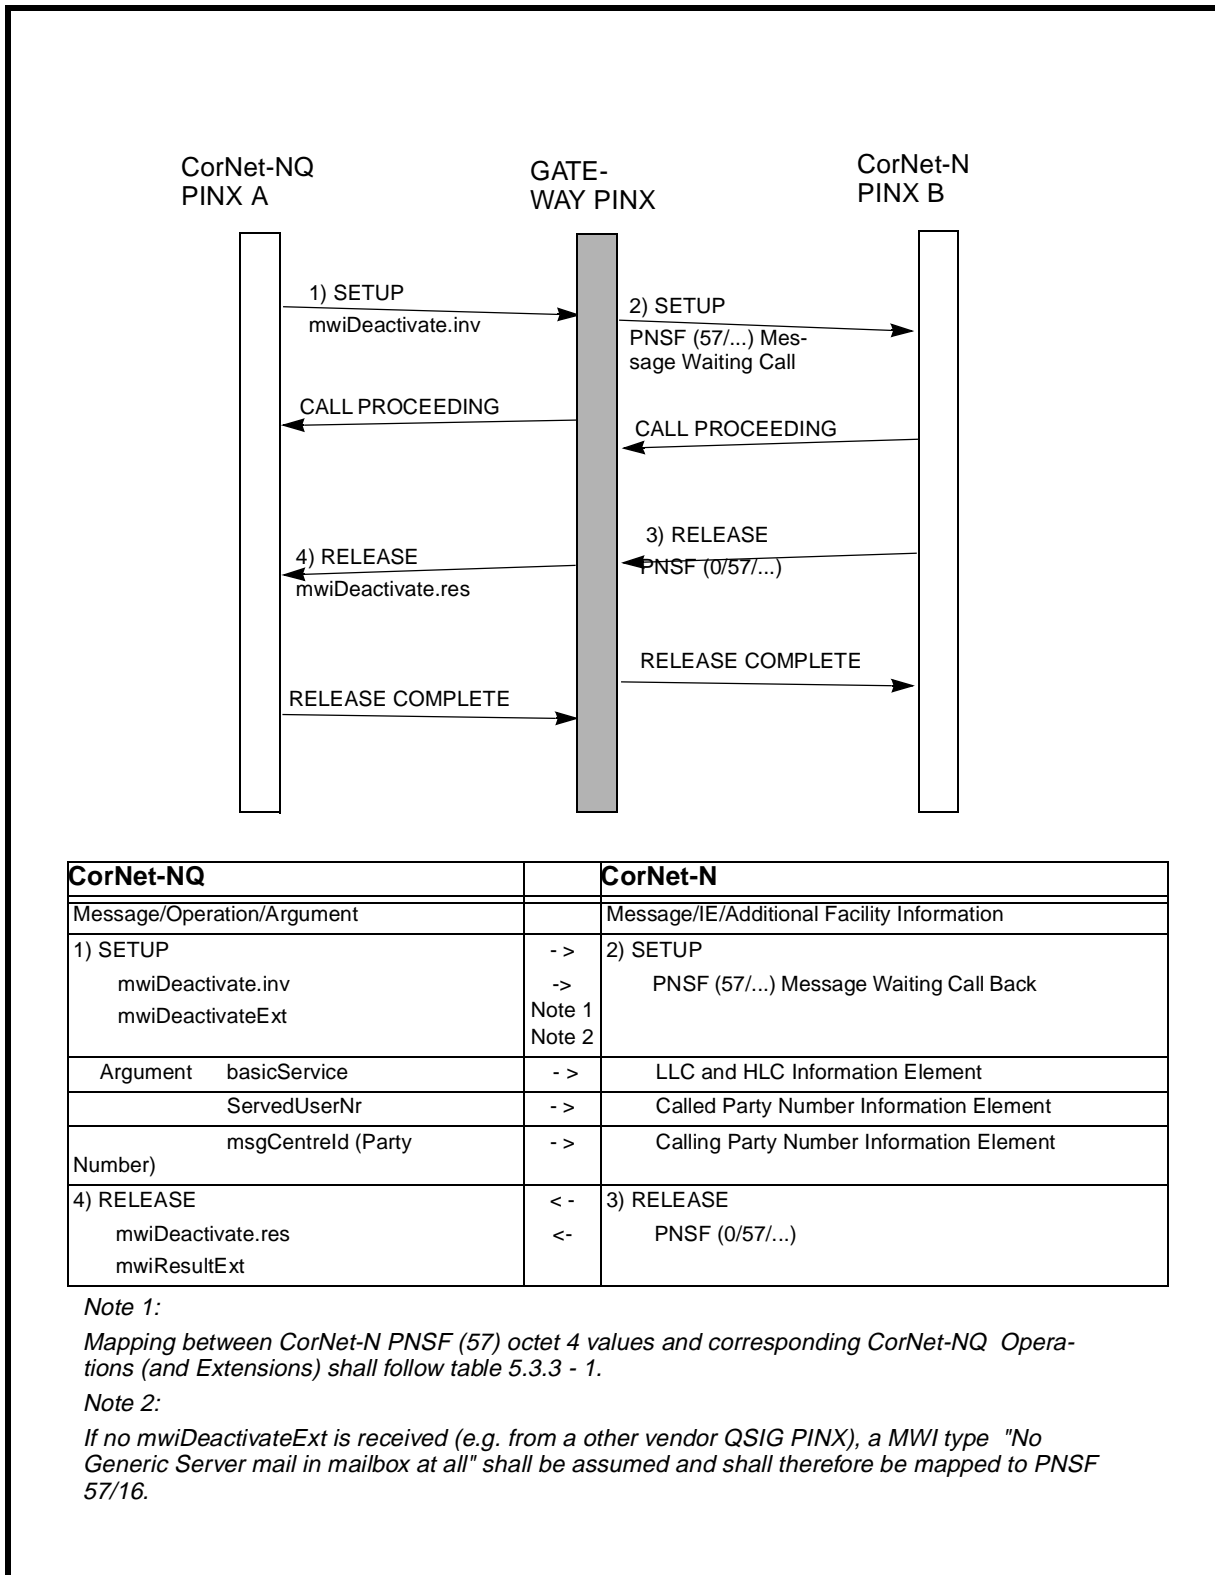 CorNet-NQ
PINX A
GATE-
WAY PINX
CorNet-N
PINX B
1) SETUP
mwiDeactivate.inv
2) SETUP
PNSF (57/...) Mes-
sage Waiting Call
CALL PROCEEDING
CALL PROCEEDING
3) RELEASE
PNSF (0/57/...)
4) RELEASE
mwiDeactivate.res
RELEASE COMPLETE
RELEASE COMPLETE
CorNet-NQ CorNet-N
Message/Operation/Argument Message/IE/Additional Facility Information
1) SETUP - > 2) SETUP
mwiDeactivate.inv -> PNSF (57/...) Message Waiting Call Back
mwiDeactivateExt Note 1
Note 2
Argument basicService - > LLC and HLC Information Element
ServedUserNr - > Called Party Number Information Element
msgCentreId (Party - > Calling Party Number Information Element
Number)
4) RELEASE < - 3) RELEASE
mwiDeactivate.res <- PNSF (0/57/...)
mwiResultExt
Note 1:
Mapping between CorNet-N PNSF (57) octet 4 values and corresponding CorNet-NQ Opera-
tions (and Extensions) shall follow table 5.3.3 - 1.
Note 2:
If no mwiDeactivateExt is received (e.g. from a other vendor QSIG PINX), a MWI type "No
Generic Server mail in mailbox at all" shall be assumed and shall therefore be mapped to PNSF
57/16.